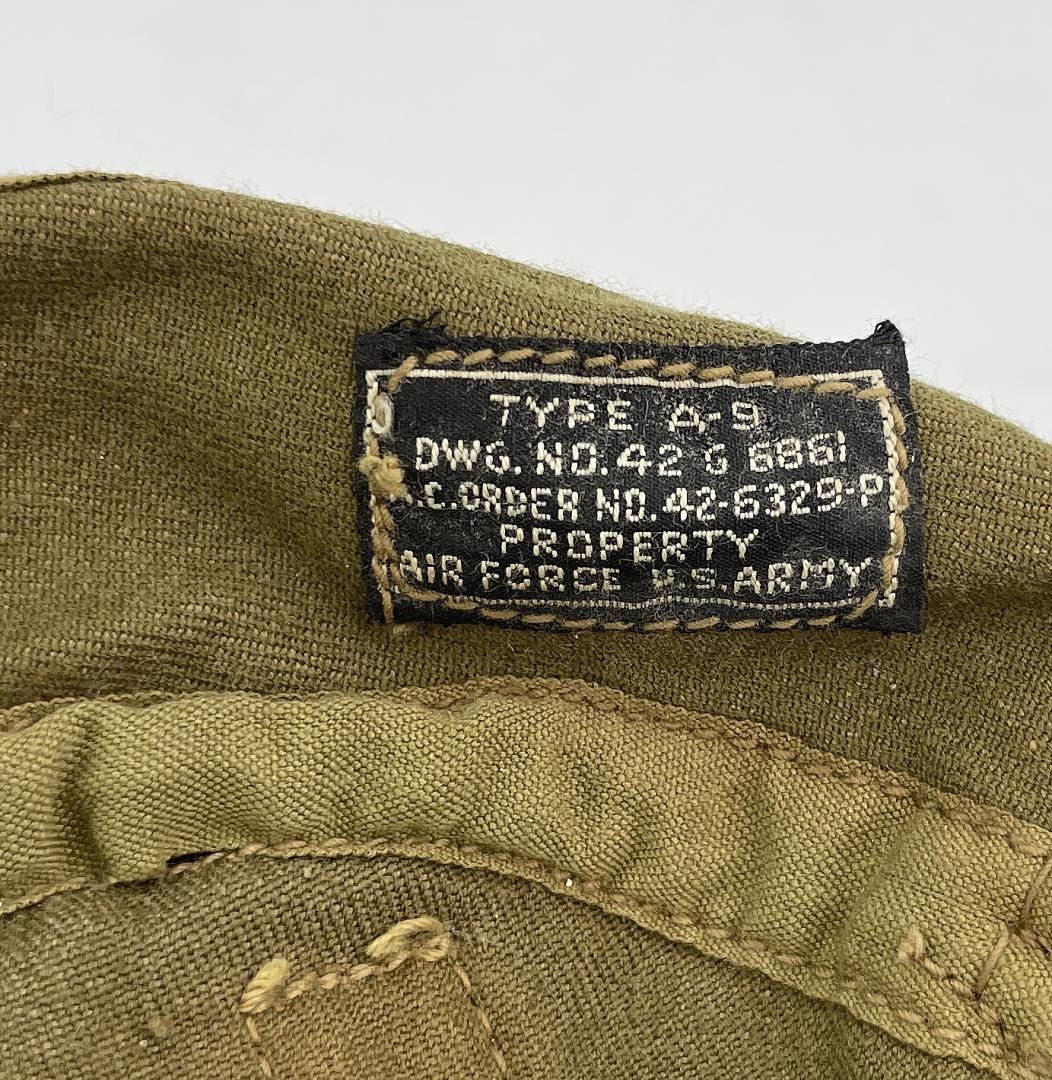 TYPE A-9
DWG. NO. 42 G 6861
.C. ORDER NO. 42-6329-P
PROPERTY
AIR FORCE U.S. ARMY